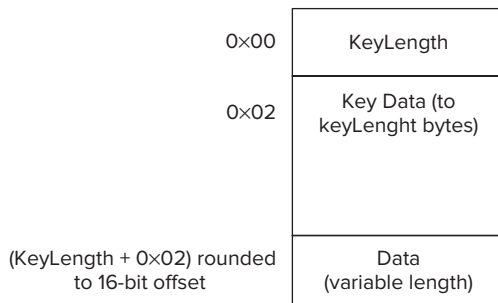 0×00
KeyLength
0×02
Key Data (to
keyLenght bytes)
(KeyLength + 0×02) rounded
to 16-bit offset
Data
(variable length)